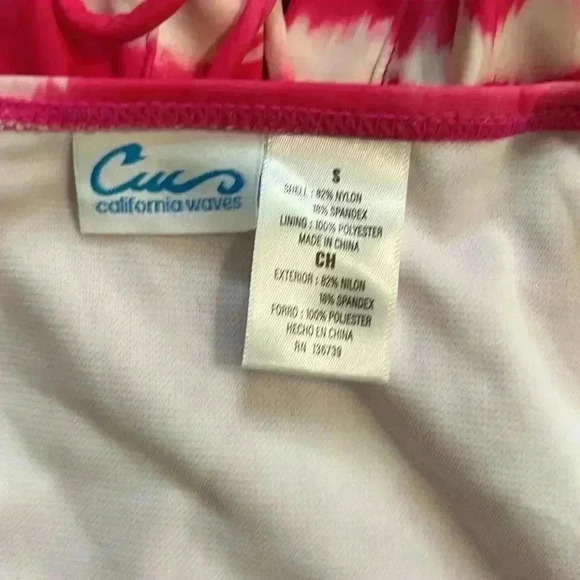 Cwcs
california waves
S
SHELL : 82% NYLON
18% SPANDEX
LINING : 100% POLYESTER
MADE IN CHINA
CH
EXTERIOR : 82% NILON
18% SPANDEX
FORRO : 100% POLIESTER
HECHO EN CHINA
RN 136739